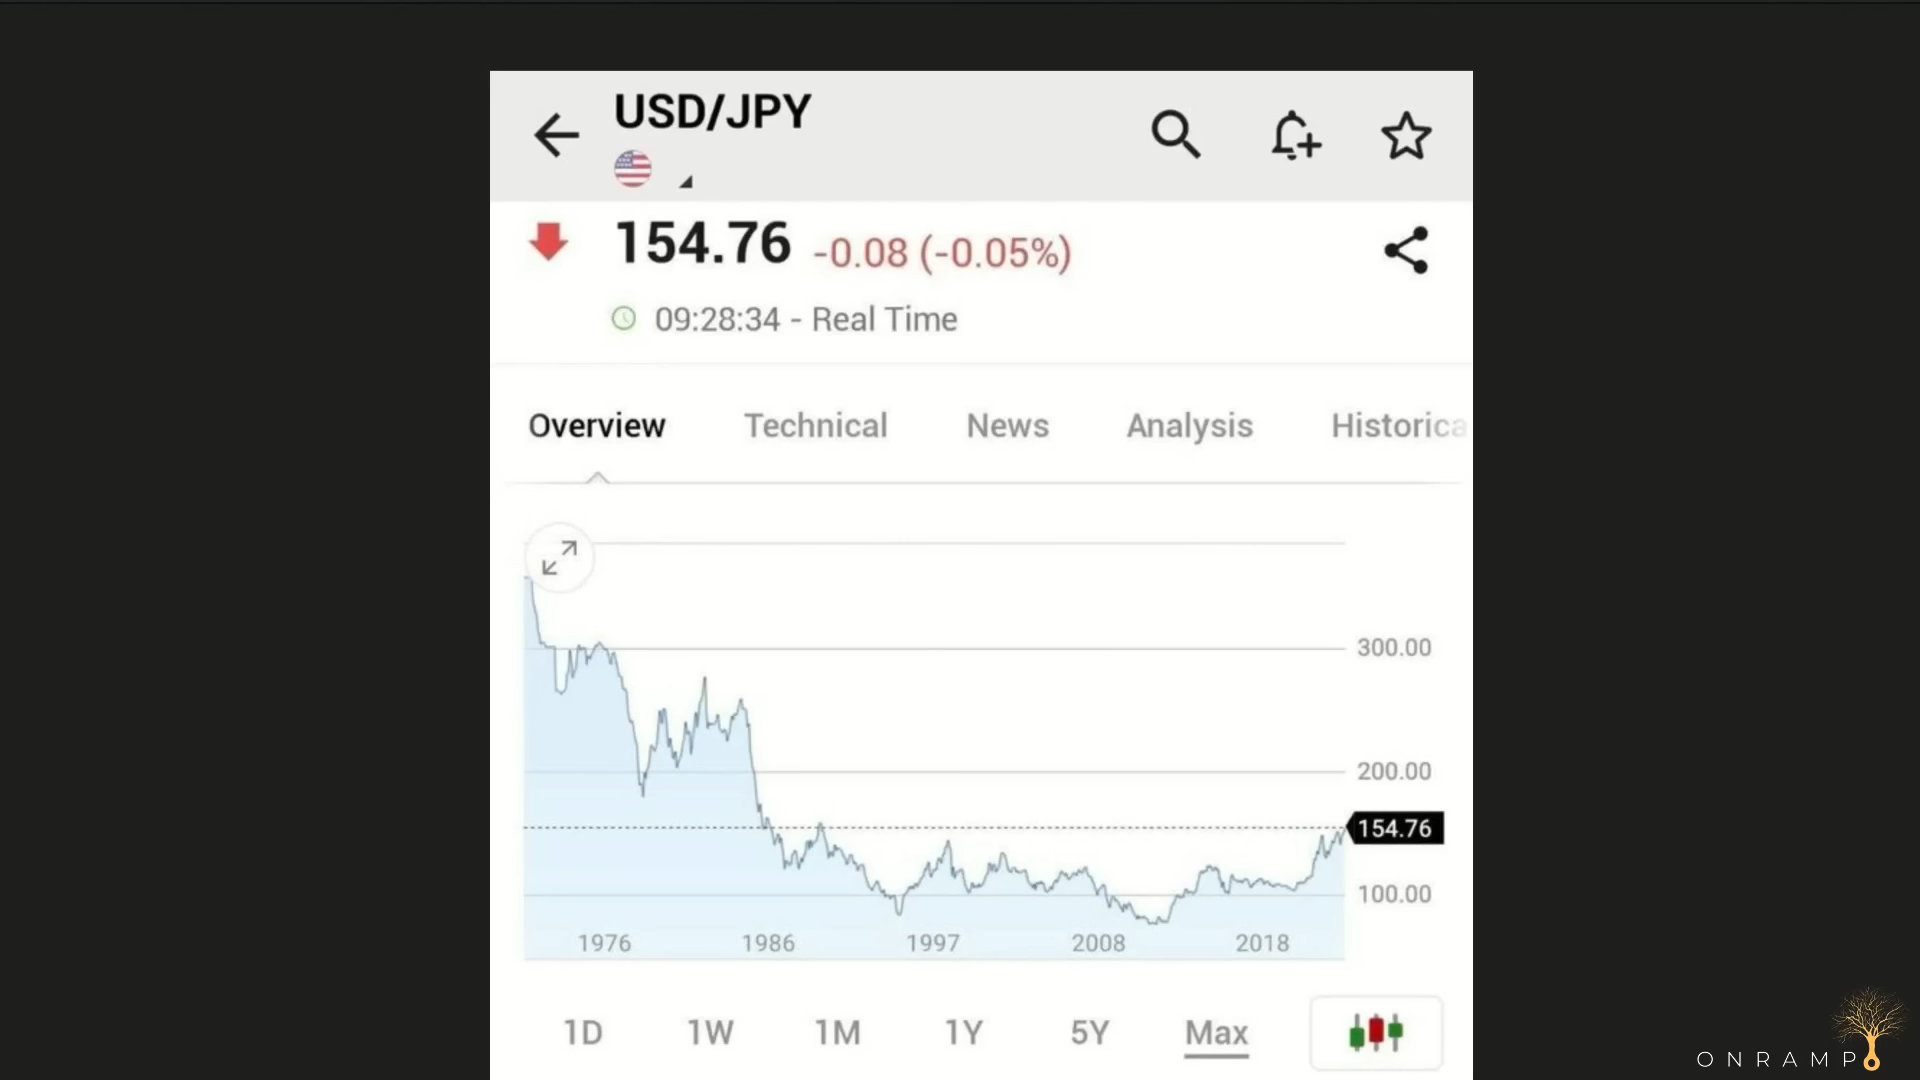 USD/JPY
154.76 -0.08 (-0.05%)
09:28:34 - Real Time
Overview Technical News Analysis Historica
300.00
200.00
154.76
100.00
1976 1986 1997 2008 2018
1D 1W 1M 1Y 5Y Max
ONRAMP